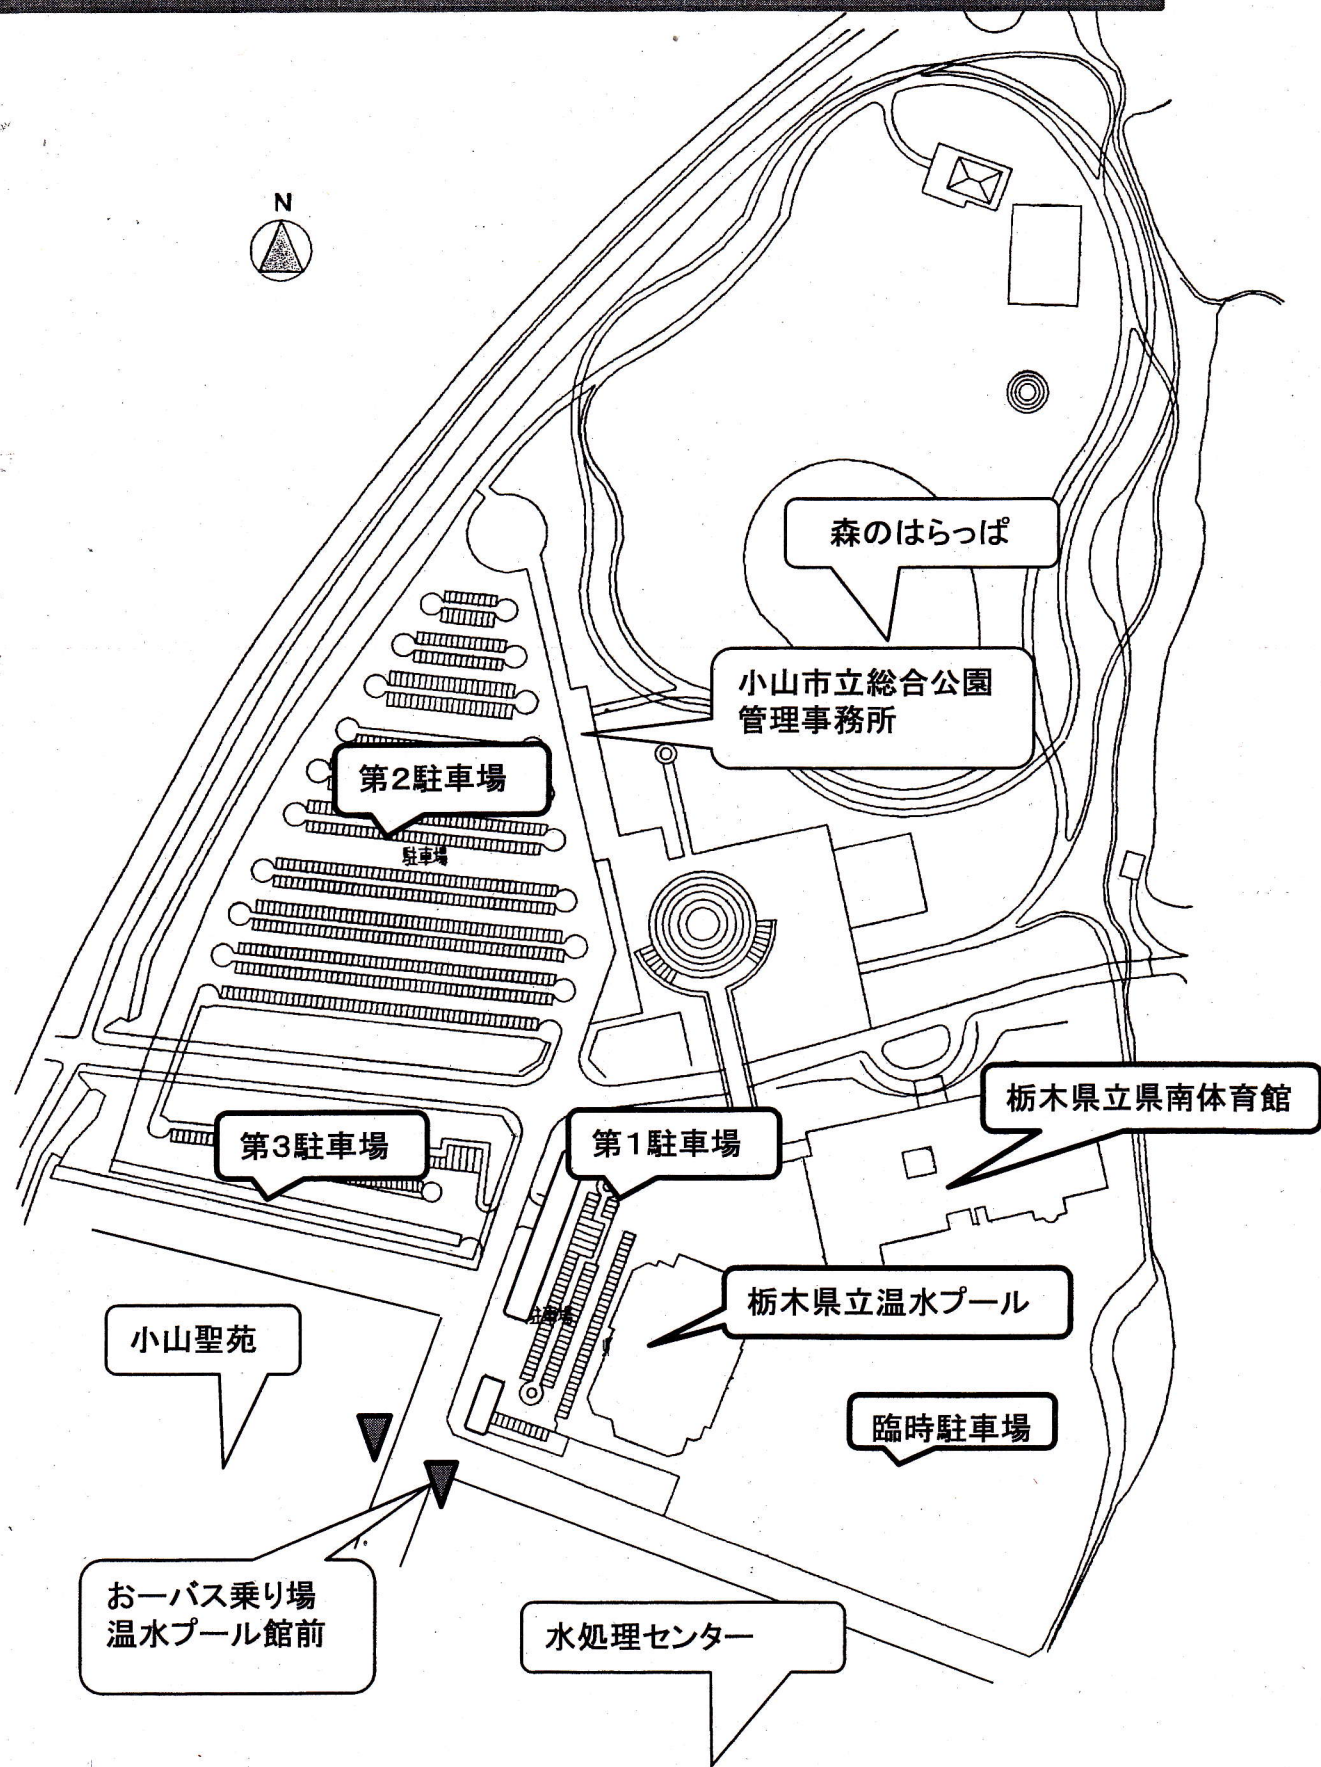 N
森のはらっぱ
小山市立総合公園
管理事務所
第2駐車場
駐車場
栃木県立県南体育館
第3駐車場
第1駐車場
栃木県立温水プール
駐車場
小山聖苑
臨時駐車場
おーバス乗り場
温水プール館前
水処理センター